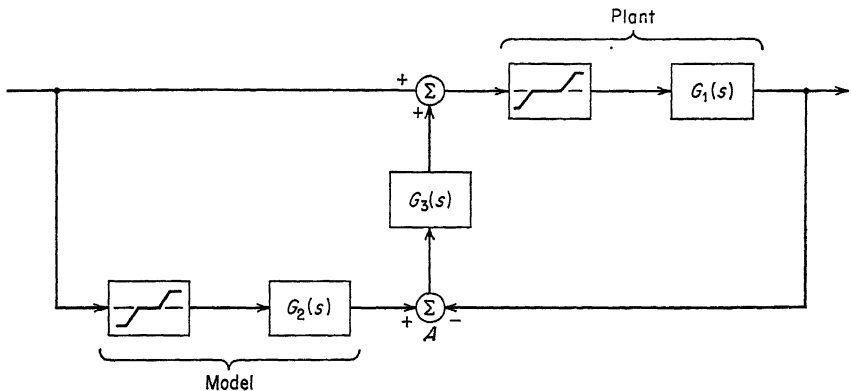 Plant
+
Σ
+
G₁(s)
G₃(s)
G₂(s)
+
Σ
−
A
Model